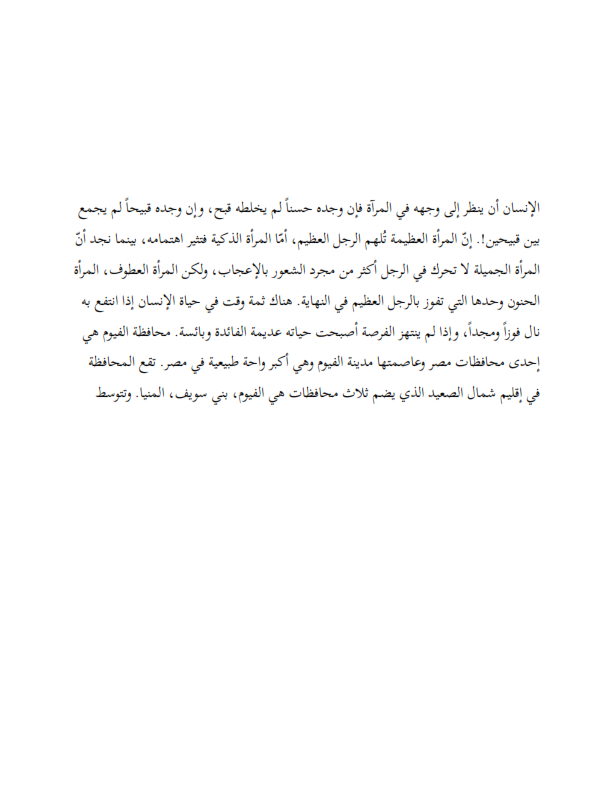 الإنسان أن ينظر إلى وجهه في المرآة فإن وجده حسناً لم يخلطه قبح، وإن وجده قبيحاً لم يجمع
بين قبيحين!. إنّ المرأة العظيمة تُلهم الرجل العظيم، أمّا المرأة الذكية فتثير اهتمامه، بينما نجد أنّ
المرأة الجميلة لا تحرك في الرجل أكثر من مجرد الشعور بالإعجاب، ولكن المرأة العطوف، المرأة
الحنون وحدها التي تفوز بالرجل العظيم في النهاية. هناك ثمة وقت في حياة الإنسان إذا انتفع به
نال فوزاً ومجداً، وإذا لم ينتهز الفرصة أصبحت حياته عديمة الفائدة وبائسة. محافظة الفيوم هي
إحدى محافظات مصر وعاصمتها مدينة الفيوم وهي أكبر واحة طبيعية في مصر. تقع المحافظة
في إقليم شمال الصعيد الذي يضم ثلاث محافظات هي الفيوم، بني سويف، المنيا. وتتوسط